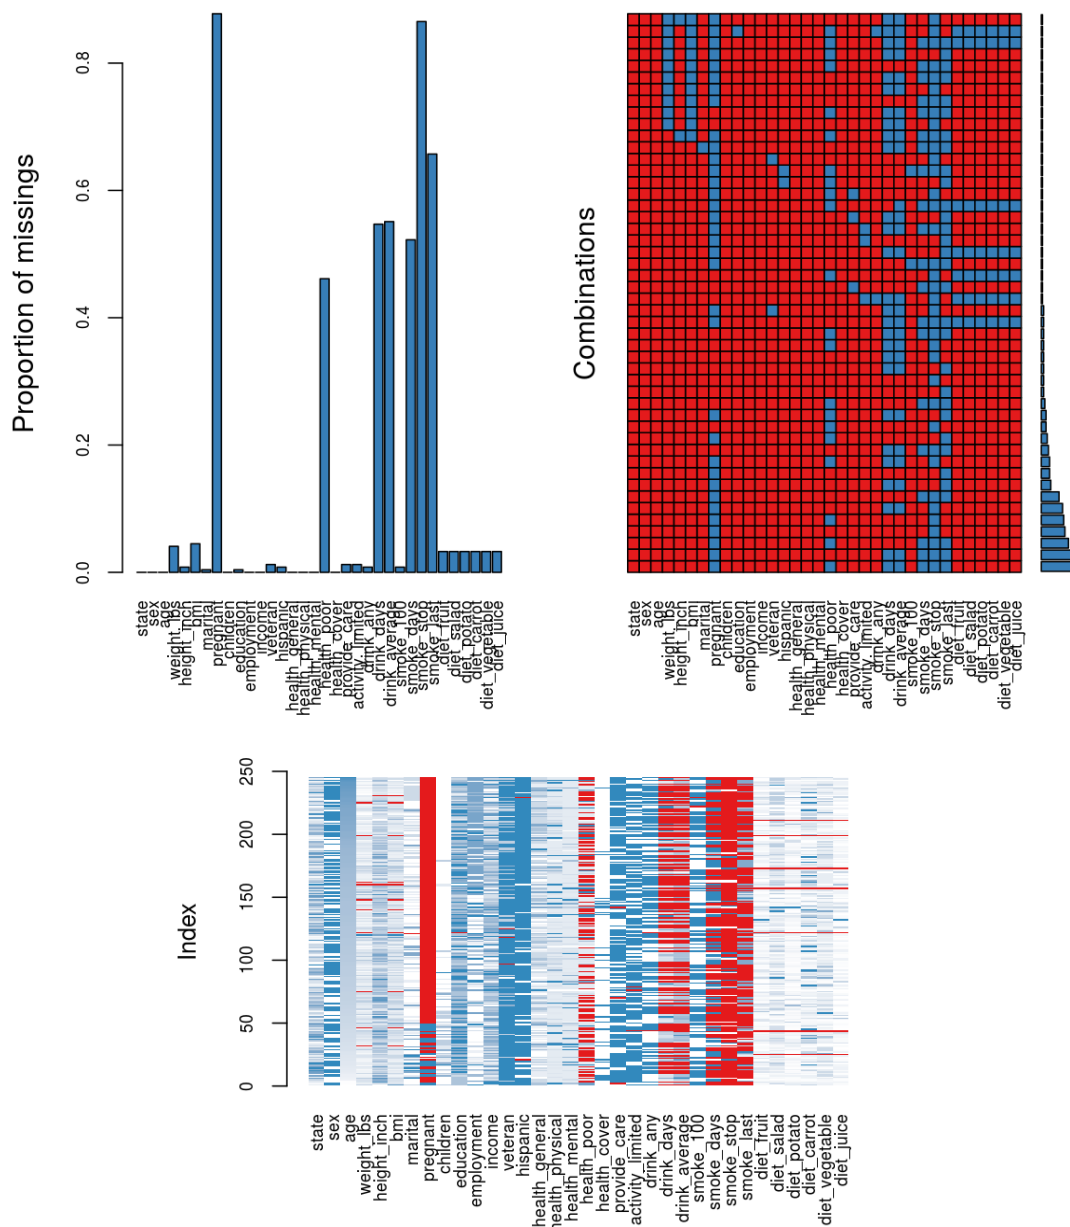 Proportion of missings
0.0
0.2
0.4
0.6
0.8
state
sex
age
weight_lbs
height_inch
bmi
marital
pregnant
children
education
employment
income
veteran
hispanic
health_general
health_physical
health_mental
health_poor
health_cover
provide_care
activity_limited
drink_any
drink_days
drink_average
smoke_100
smoke_days
smoke_stop
smoke_last
diet_fruit
diet_salad
diet_potato
diet_carrot
diet_vegetable
diet_juice
Combinations
state
sex
age
weight_lbs
height_inch
bmi
marital
pregnant
children
education
employment
income
veteran
hispanic
health_general
health_physical
health_mental
health_poor
health_cover
provide_care
activity_limited
drink_any
drink_days
drink_average
smoke_100
smoke_days
smoke_stop
smoke_last
diet_fruit
diet_salad
diet_potato
diet_carrot
diet_vegetable
diet_juice
Index
0
50
100
150
200
250
state
sex
age
weight_lbs
height_inch
bmi
marital
pregnant
children
education
employment
income
veteran
hispanic
health_general
health_physical
health_mental
health_poor
health_cover
provide_care
activity_limited
drink_any
drink_days
drink_average
smoke_100
smoke_days
smoke_stop
smoke_last
diet_fruit
diet_salad
diet_potato
diet_carrot
diet_vegetable
diet_juice